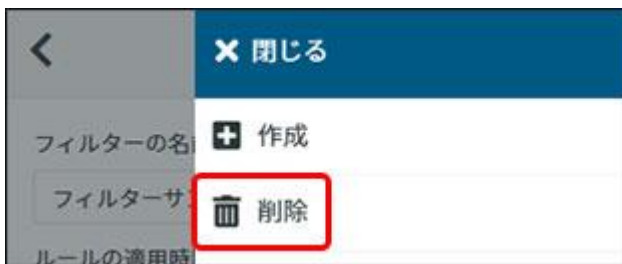 閉じる
作成
削除
フィルターの名
フィルターサ
ルールの適用時